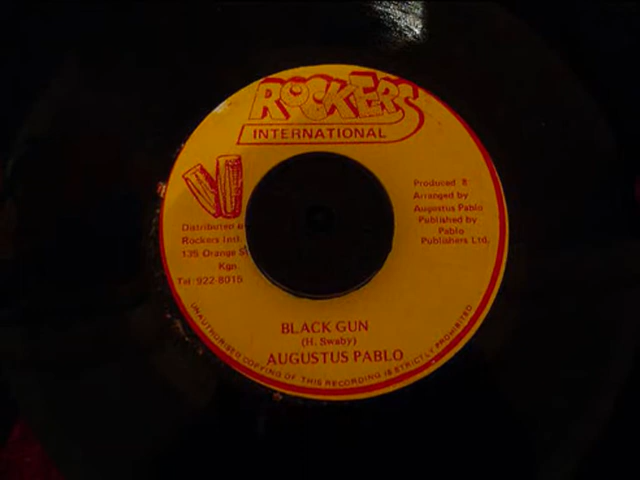 ROCKERS
INTERNATIONAL
Distributed
Rockers Intl.
135 Orange S
Kgn
Tel: 922-8015
Produced &
Arranged by
Augustus Pablo
Published by
Pablo
Publishers Ltd.
BLACK GUN
(H. Swaby)
AUGUSTUS PABLO
UNAUTHORISED COPYING OF THIS RECORDING IS STRICTLY PROHIBITED